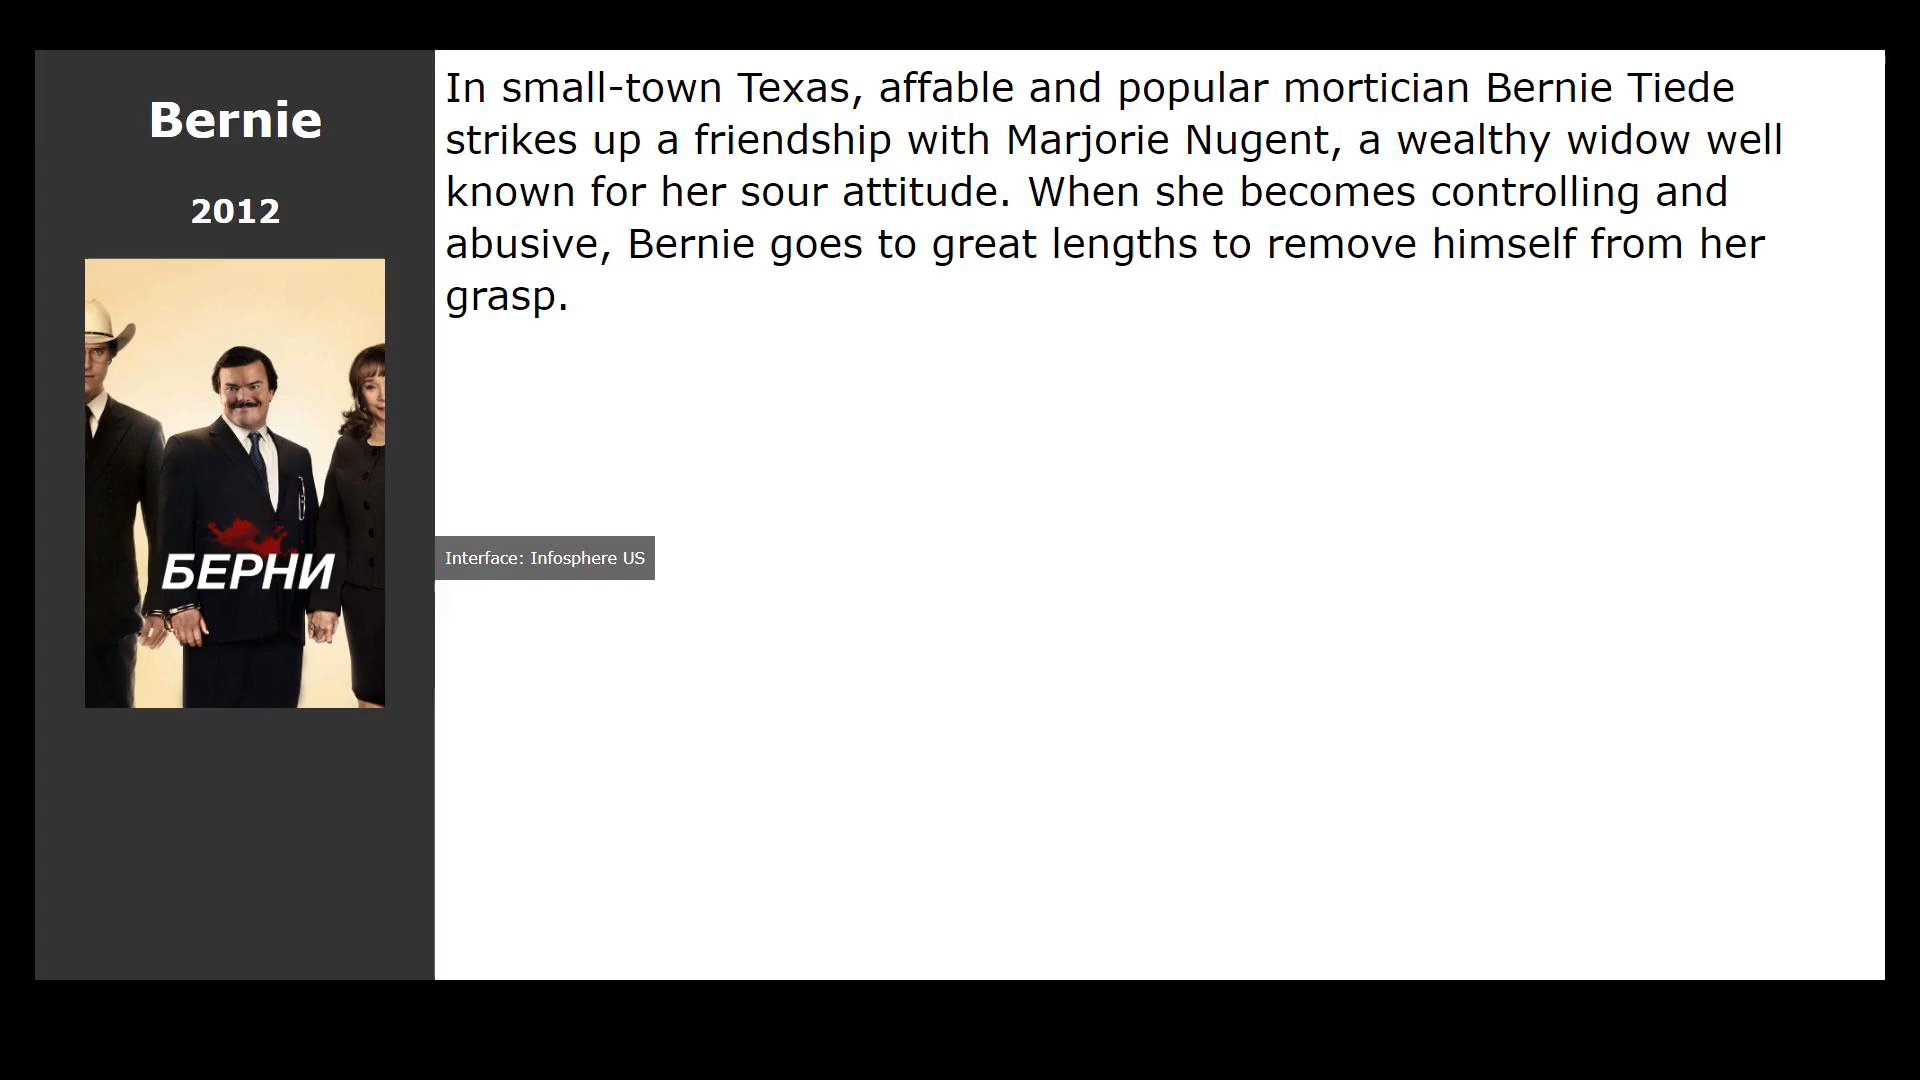 Bernie
2012
БЕРНИ
In small-town Texas, affable and popular mortician Bernie Tiede
strikes up a friendship with Marjorie Nugent, a wealthy widow well
known for her sour attitude. When she becomes controlling and
abusive, Bernie goes to great lengths to remove himself from her
grasp.
Interface: Infosphere US